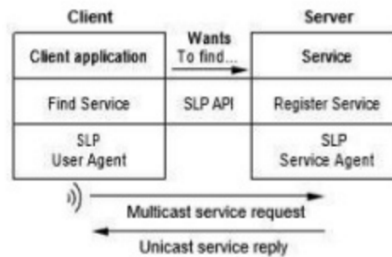 Client
Server
Client application
Wants
To find...
Service
Find Service
SLP API
Register Service
SLP
User Agent
SLP
Service Agent
Multicast service request
Unicast service reply